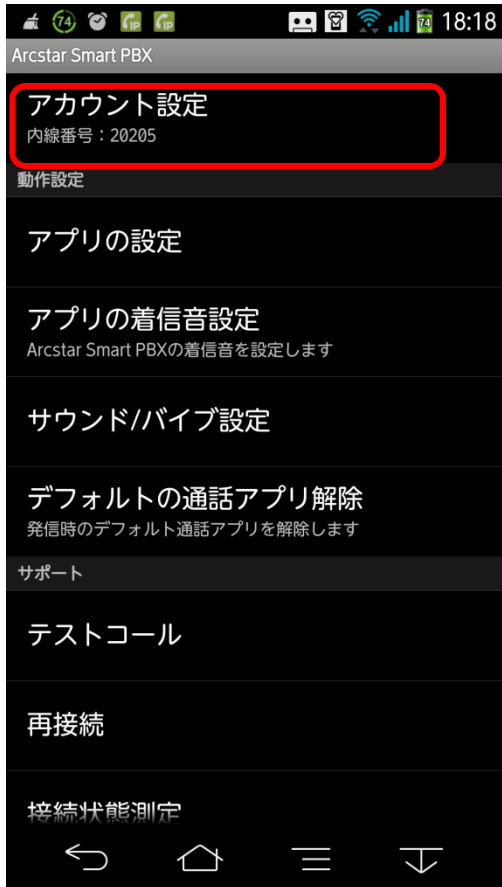 74 IP IP 74 18:18
Arcstar Smart PBX
アカウント設定
内線番号：20205
動作設定
アプリの設定
アプリの着信音設定
Arcstar Smart PBXの着信音を設定します
サウンド/バイブ設定
デフォルトの通話アプリ解除
発信時のデフォルト通話アプリを解除します
サポート
テストコール
再接続
接続状態測定